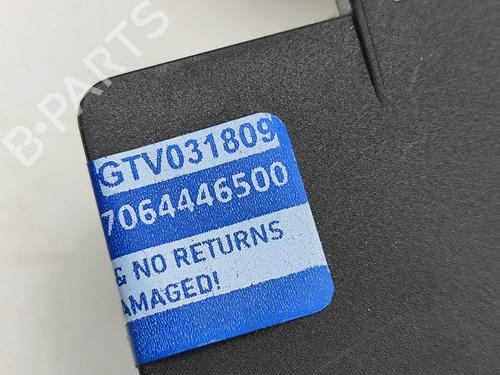 B-PARTS
GTV031809
7064446500
& NO RETURNS
AMAGED!